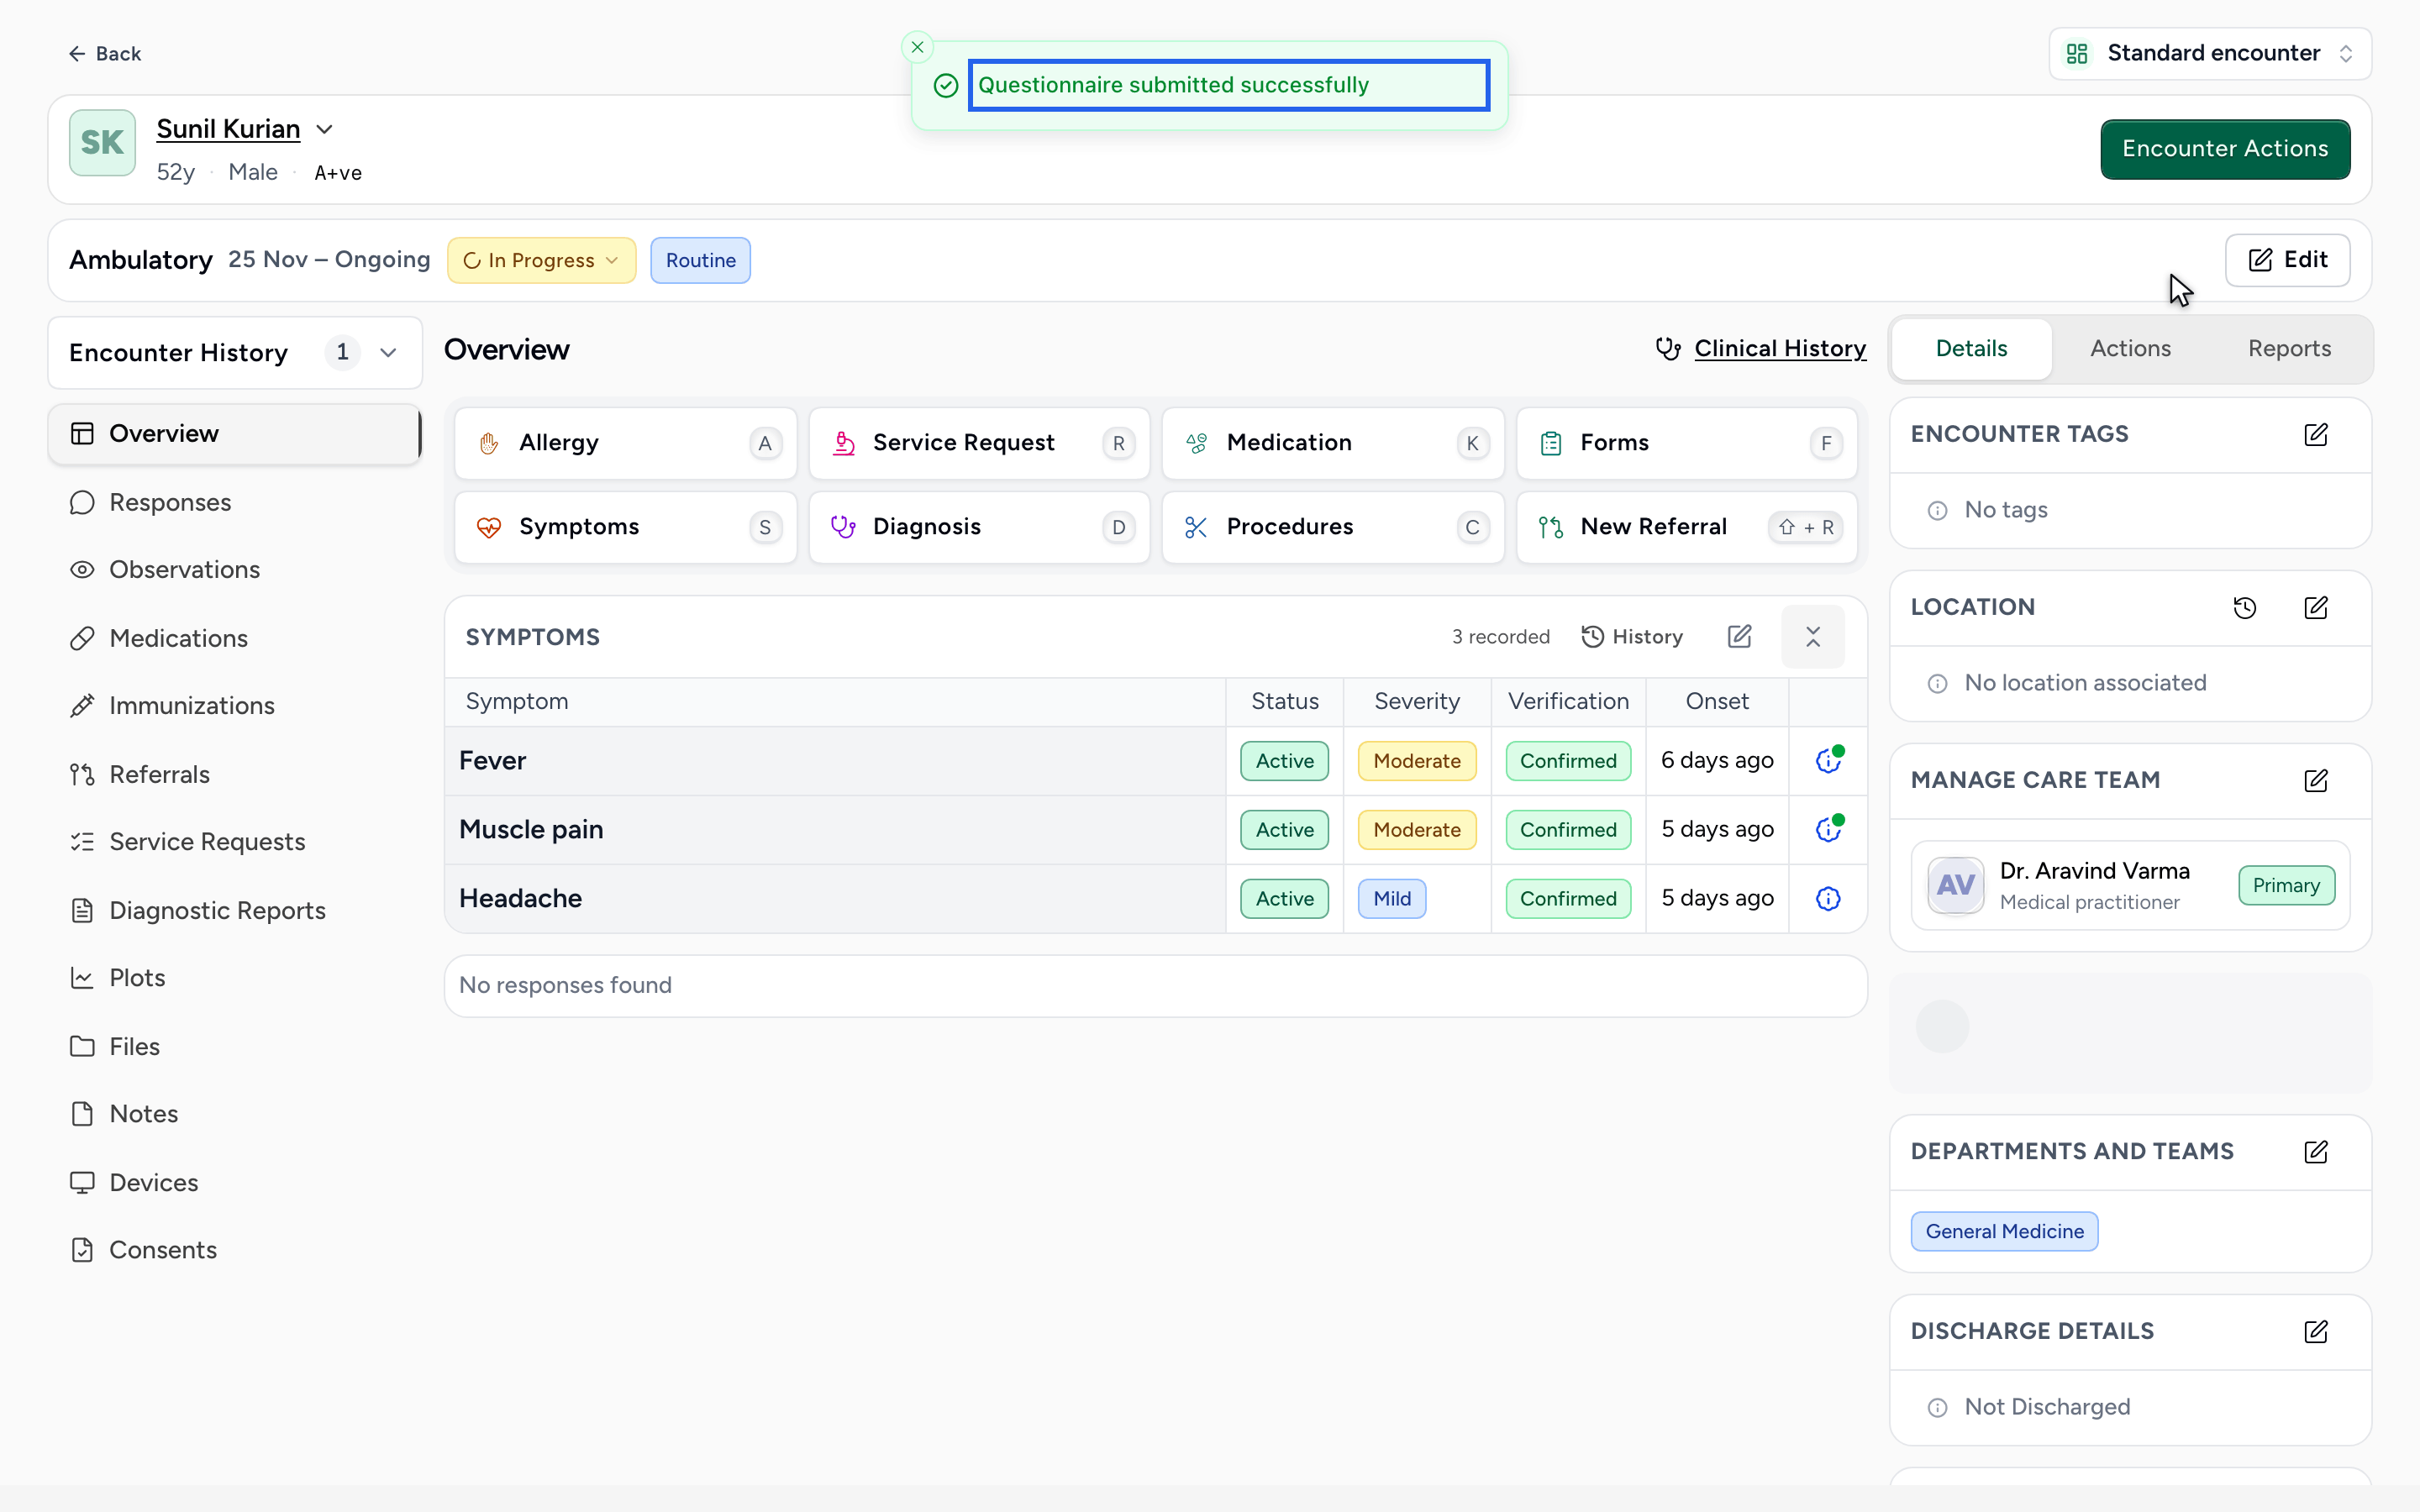 Back
Questionnaire submitted successfully
Standard encounter
SK
Sunil Kurian
52y · Male · A+ve
Encounter Actions
Ambulatory 25 Nov – Ongoing In Progress Routine
Edit
Encounter History 1
Overview
Responses
Observations
Medications
Immunizations
Referrals
Service Requests
Diagnostic Reports
Plots
Files
Notes
Devices
Consents
Overview
Clinical History
Allergy A
Service Request R
Medication K
Forms F
Symptoms S
Diagnosis D
Procedures C
New Referral ⇧ + R
SYMPTOMS
3 recorded History
Symptom Status Severity Verification Onset
Fever Active Moderate Confirmed 6 days ago
Muscle pain Active Moderate Confirmed 5 days ago
Headache Active Mild Confirmed 5 days ago
No responses found
Details Actions Reports
ENCOUNTER TAGS
No tags
LOCATION
No location associated
MANAGE CARE TEAM
AV
Dr. Aravind Varma
Medical practitioner
Primary
DEPARTMENTS AND TEAMS
General Medicine
DISCHARGE DETAILS
Not Discharged